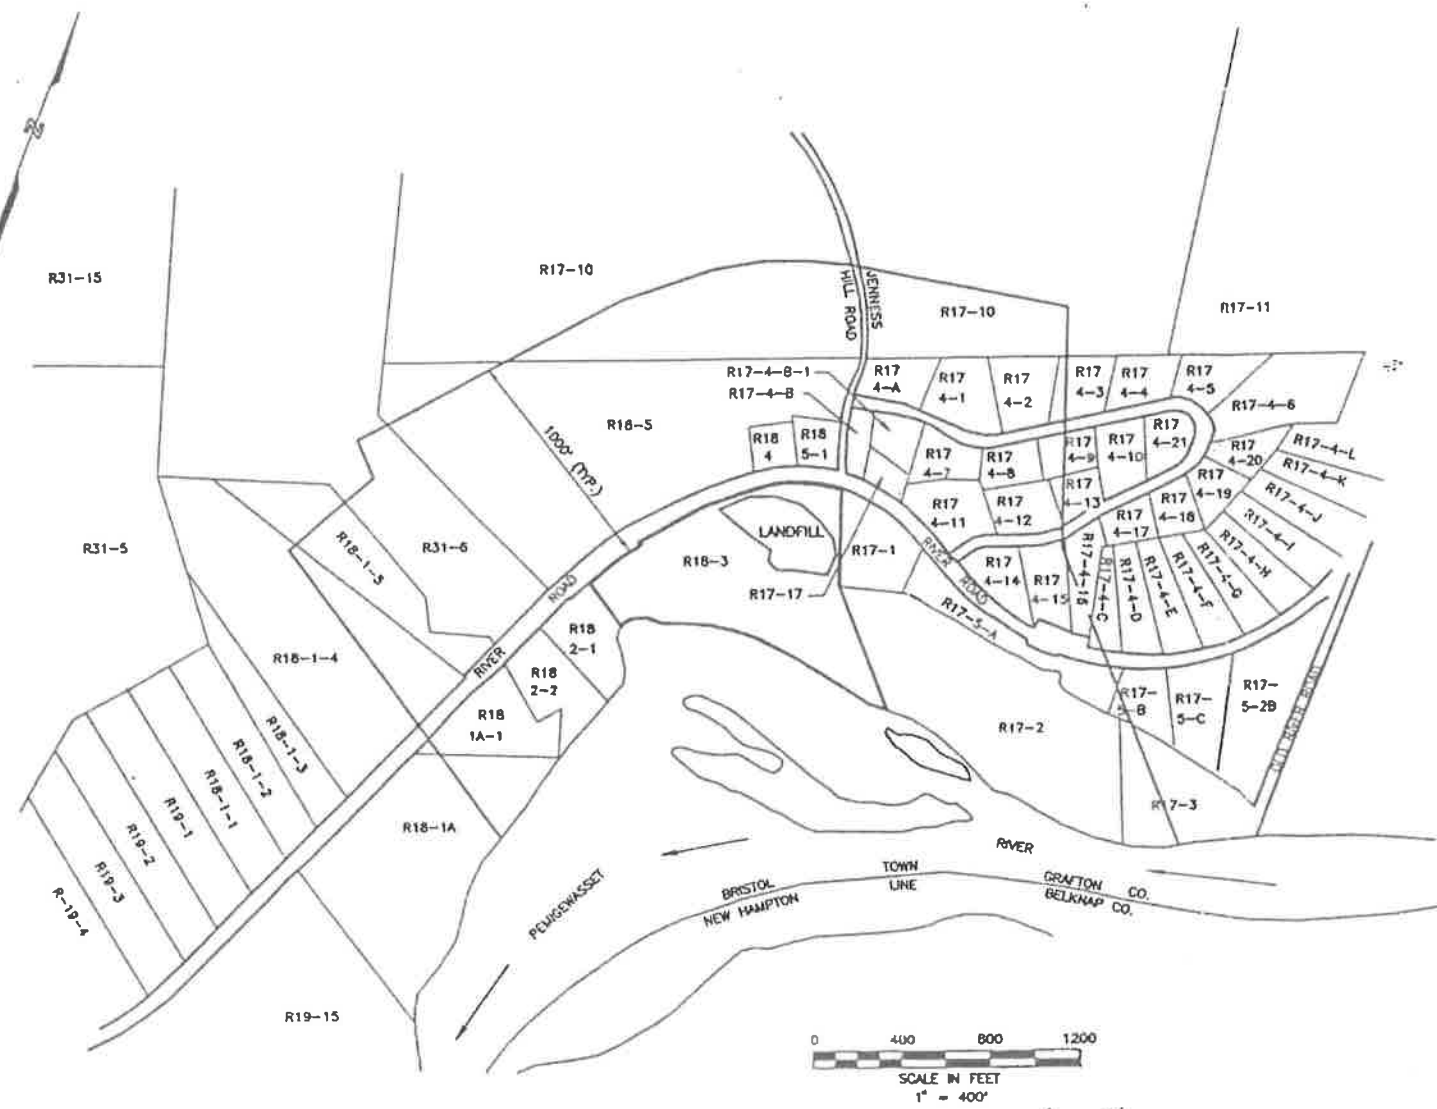 N
R31-15
R17-10
JENNESS
HILL ROAD
R17-10
R17-11
R17-4-B-1
R17-4-B
R17
4-A
R17
4-1
R17
4-2
R17
4-3
R17
4-4
R17
4-5
R17-4-6
R18-5
R18
4
R18
5-1
1000' (TYP.)
R17
4-7
R17
4-8
R17
4-9
R17
4-10
R17
4-21
R17
4-20
R17-4-L
R17-4-K
R17-4-J
R17-4-I
R17-4-H
R17-4-G
R17-4-F
R17-4-E
R17-4-D
R17-4-C
R17-4-16
R17
4-11
R17
4-12
R17
4-13
R17
4-17
R17
4-18
R17
4-19
R17
4-14
R17
4-15
LANDFILL
R18-3
R17-1
R17-17
RIVER ROAD
R17-5-A
R31-5
R18-1-5
R31-6
RIVER ROAD
R18
2-1
R18
2-2
R18
1A-1
R18-1-4
R18-1-3
R18-1-2
R18-1-1
R19-1
R19-2
R19-3
R-19-4
R18-1A
R19-15
R17-2
R17-
5-B
R17-
5-C
R17-
5-2B
R17-3
OLD RIVER ROAD
PEMIGEWASSET
RIVER
BRISTOL
NEW HAMPTON
TOWN
LINE
GRAFTON CO.
BELKNAP CO.
0 400 800 1200
SCALE IN FEET
1" = 400'